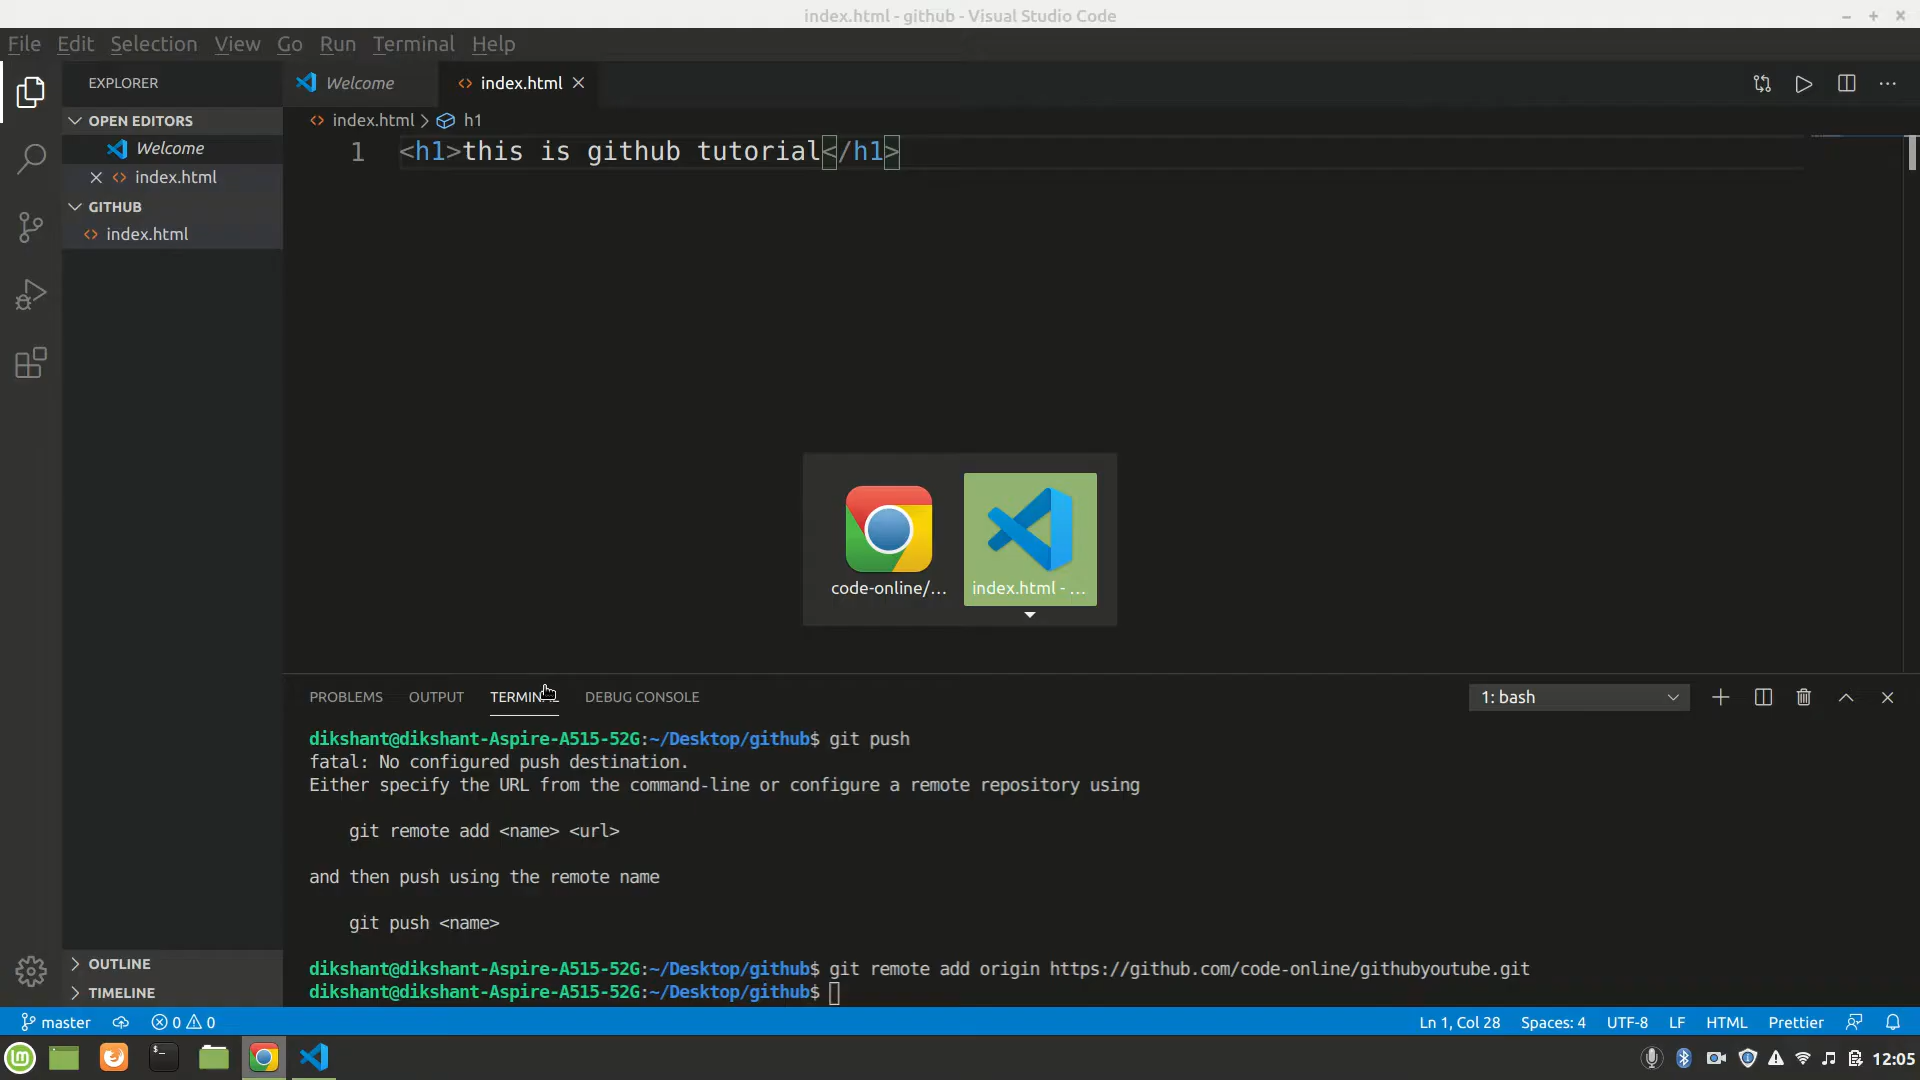 index.html - github - Visual Studio Code
File Edit Selection View Go Run Terminal Help
EXPLORER
Welcome
index.html
OPEN EDITORS
index.html > h1
Welcome
1 <h1>this is github tutorial</h1>
index.html
GITHUB
index.html
code-online/...
index.html - ...
PROBLEMS OUTPUT TERMINAL DEBUG CONSOLE
1: bash
dikshant@dikshant-Aspire-A515-52G:~/Desktop/github$ git push
fatal: No configured push destination.
Either specify the URL from the command-line or configure a remote repository using
git remote add <name> <url>
and then push using the remote name
git push <name>
dikshant@dikshant-Aspire-A515-52G:~/Desktop/github$ git remote add origin https://github.com/code-online/githubyoutube.git
dikshant@dikshant-Aspire-A515-52G:~/Desktop/github$
OUTLINE
TIMELINE
master 0 0 Ln 1, Col 28 Spaces: 4 UTF-8 LF HTML Prettier
12:05